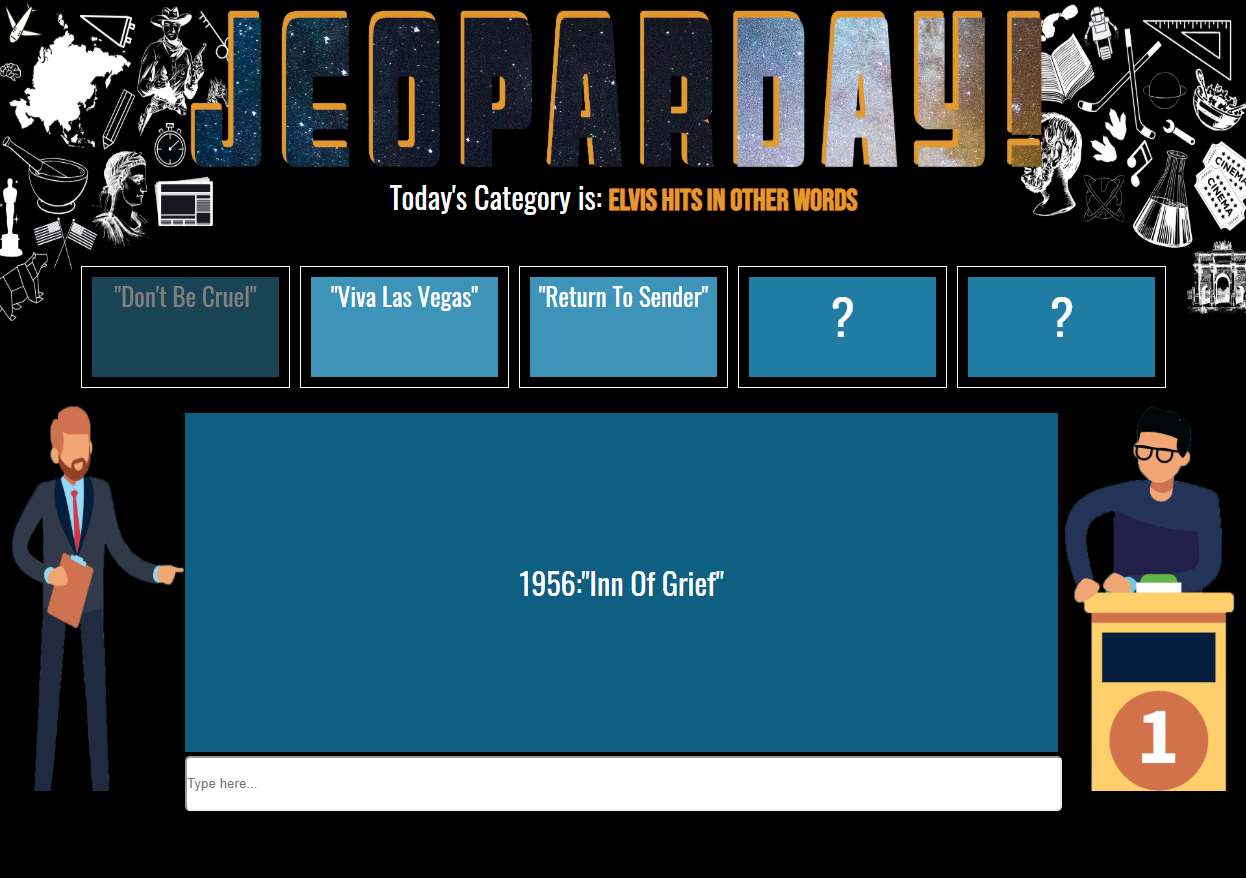 JEOPARDAY!
Today's Category is: ELVIS HITS IN OTHER WORDS
"Don't Be Cruel" "Viva Las Vegas" "Return To Sender" ? ?
1956:"Inn Of Grief"
1
Type here...
CINEMA
CINEMA